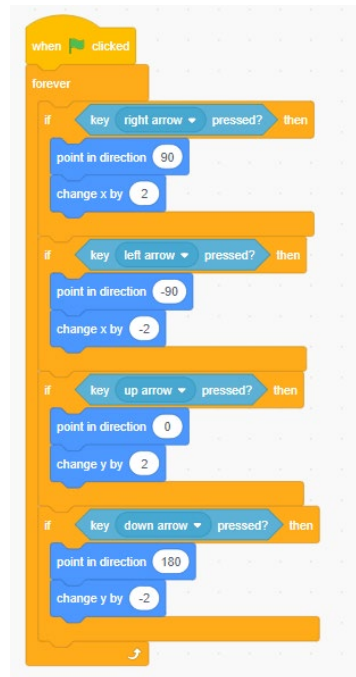 when clicked
forever
if key right arrow pressed? then
point in direction 90
change x by 2
if key left arrow pressed? then
point in direction -90
change x by -2
if key up arrow pressed? then
point in direction 0
change y by 2
if key down arrow pressed? then
point in direction 180
change y by -2